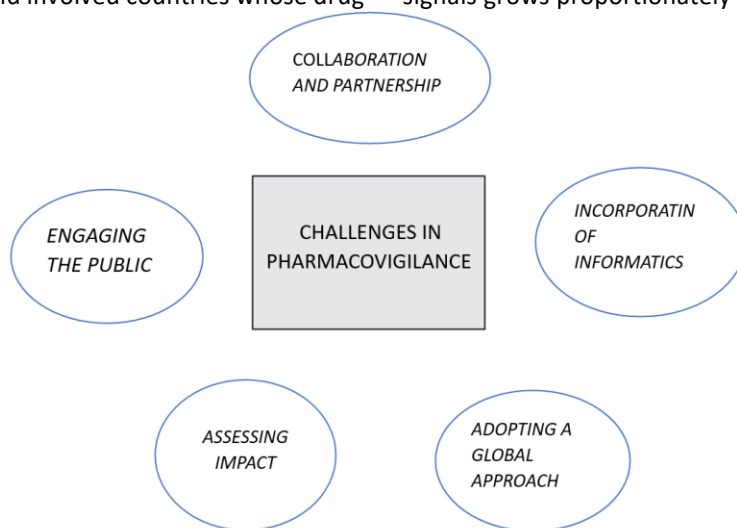 involved countries whose drug signals grows proportionately
COLLABORATION
AND PARTNERSHIP
ENGAGING
THE PUBLIC
CHALLENGES IN
PHARMACOVIGILANCE
INCORPORATIN
OF
INFORMATICS
ASSESSING
IMPACT
ADOPTING A
GLOBAL
APPROACH